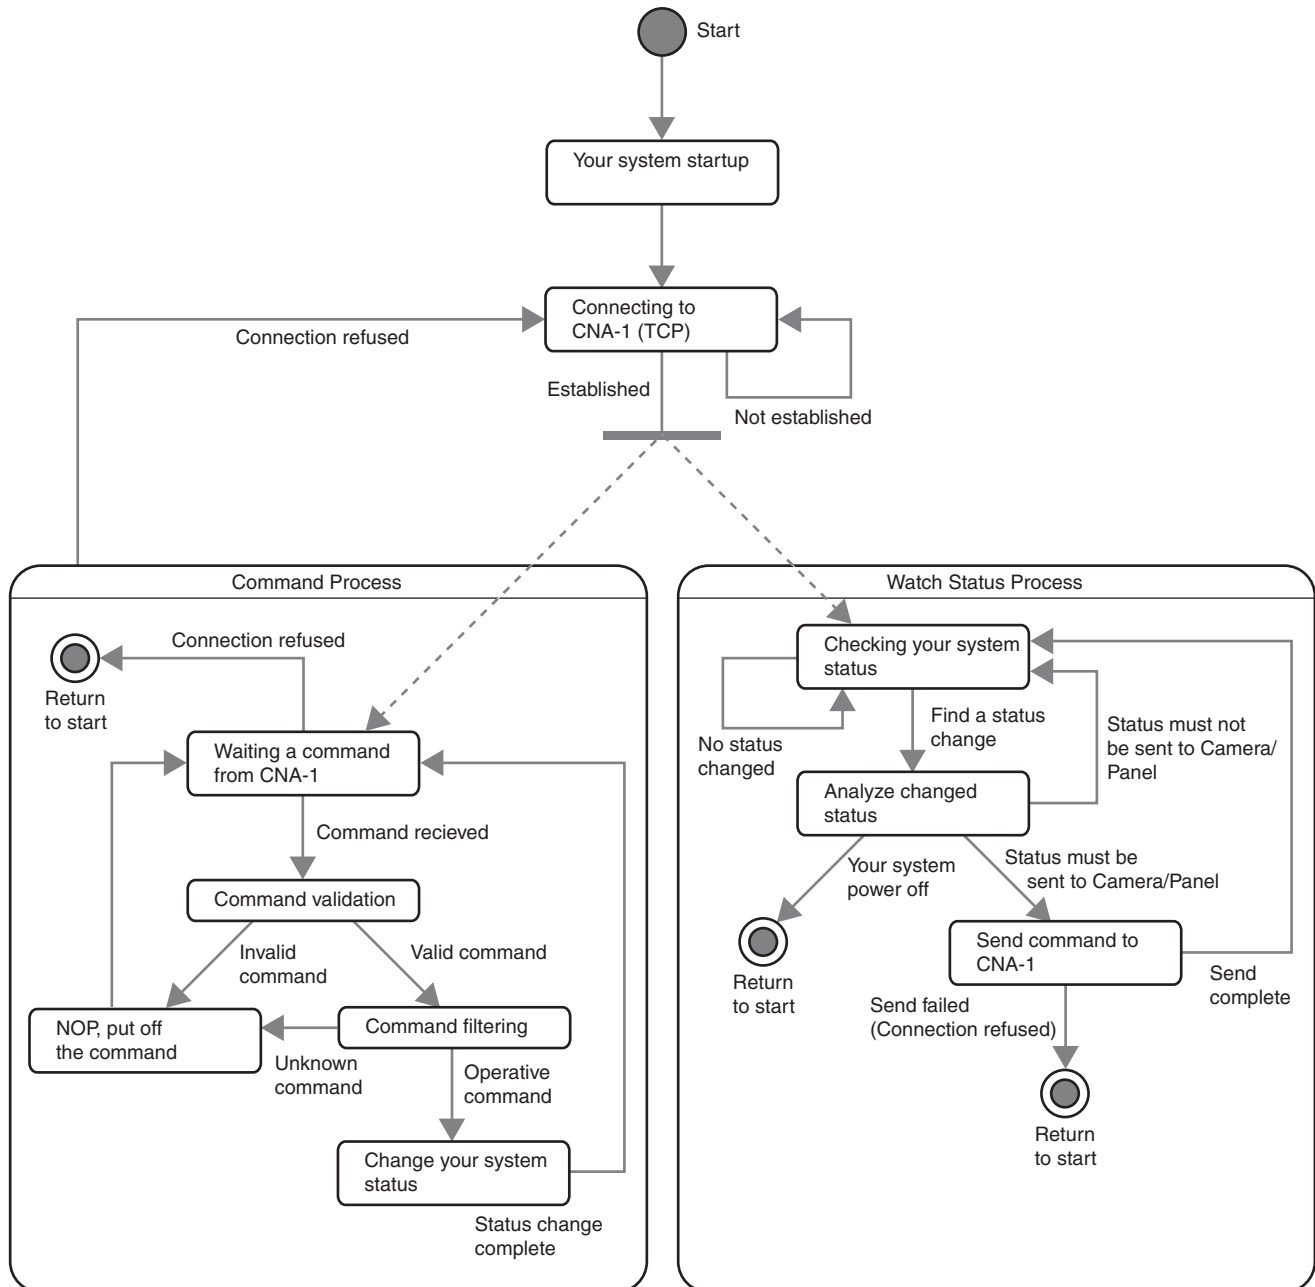 Start
Your system startup
Connecting to
CNA-1 (TCP)
Connection refused
Established
Not established
Command Process
Connection refused
Return
to start
Waiting a command
from CNA-1
Command recieved
Command validation
Invalid
command
Valid command
NOP, put off
the command
Command filtering
Unknown
command
Operative
command
Change your system
status
Status change
complete
Watch Status Process
Checking your system
status
No status
changed
Find a status
change
Status must not
be sent to Camera/
Panel
Analyze changed
status
Your system
power off
Status must be
sent to Camera/Panel
Return
to start
Send command to
CNA-1
Send
complete
Send failed
(Connection refused)
Return
to start